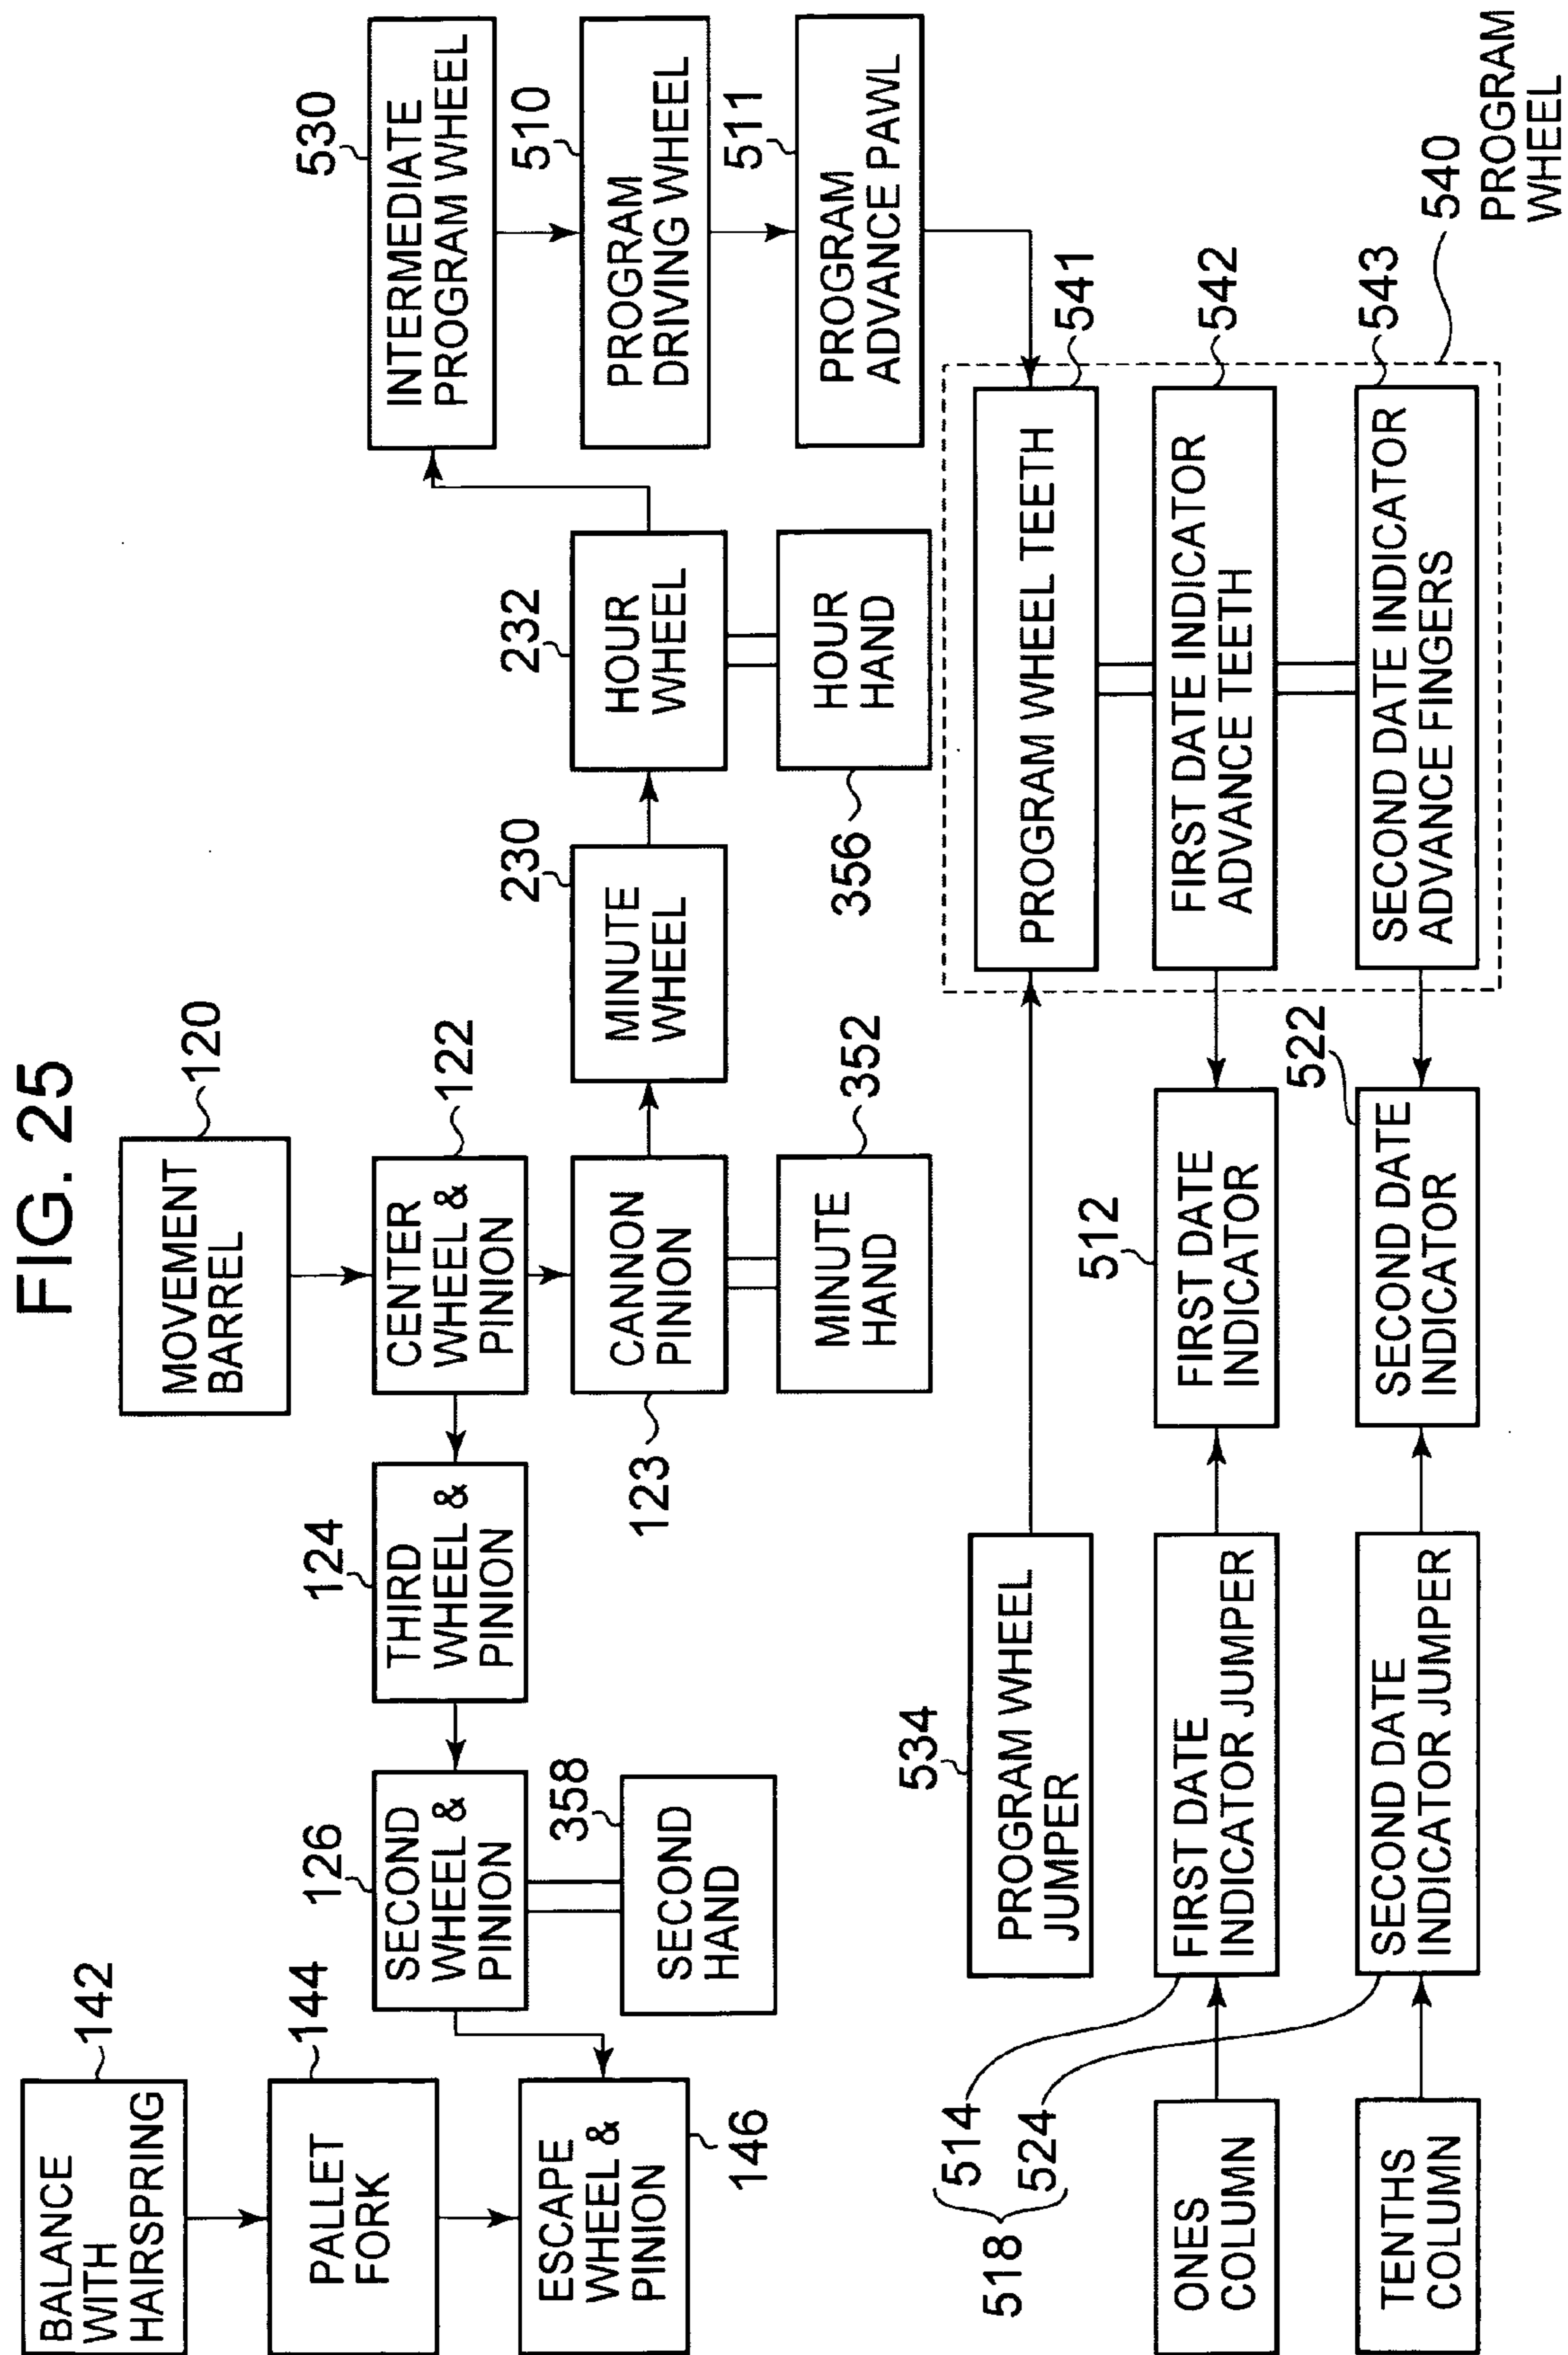 FIG. 25
BALANCE
WITH
HAIRSPRING
142
PALLET
FORK
144
ESCAPE
WHEEL &
PINION
146
126
SECOND
WHEEL &
PINION
358
SECOND
HAND
124
THIRD
WHEEL &
PINION
MOVEMENT
BARREL
120
CENTER
WHEEL &
PINION
122
CANNON
PINION
123
MINUTE
HAND
352
230
MINUTE
WHEEL
232
HOUR
WHEEL
HOUR
HAND
356
530
INTERMEDIATE
PROGRAM WHEEL
510
PROGRAM
DRIVING WHEEL
511
PROGRAM
ADVANCE PAWL
534
PROGRAM WHEEL
JUMPER
PROGRAM WHEEL TEETH
541
514
524
518
ONES
COLUMN
FIRST DATE
INDICATOR JUMPER
512
FIRST DATE
INDICATOR
FIRST DATE INDICATOR
ADVANCE TEETH
542
TENTHS
COLUMN
SECOND DATE
INDICATOR JUMPER
522
SECOND DATE
INDICATOR
SECOND DATE INDICATOR
ADVANCE FINGERS
543
540
PROGRAM
WHEEL